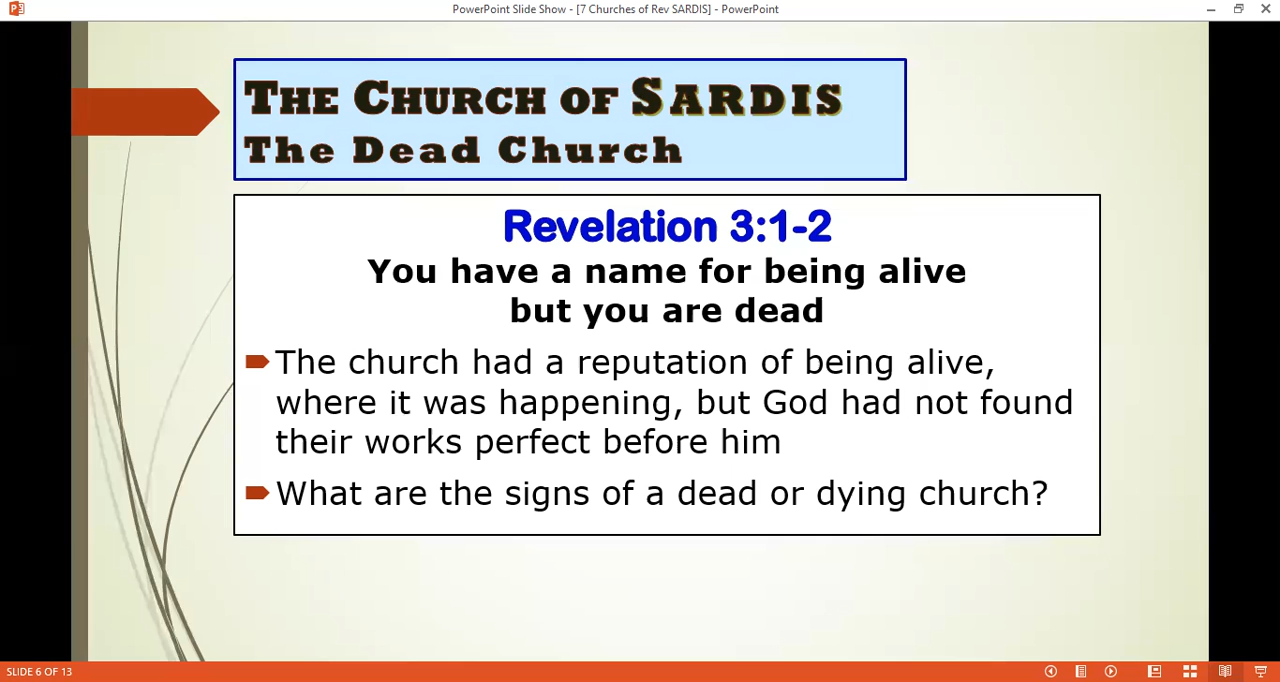 PowerPoint Slide Show - [7 Churches of Rev SARDIS] - PowerPoint
THE CHURCH OF SARDIS
The Dead Church
Revelation 3:1-2
You have a name for being alive
but you are dead
The church had a reputation of being alive,
where it was happening, but God had not found
their works perfect before him
What are the signs of a dead or dying church?
SLIDE 6 OF 13